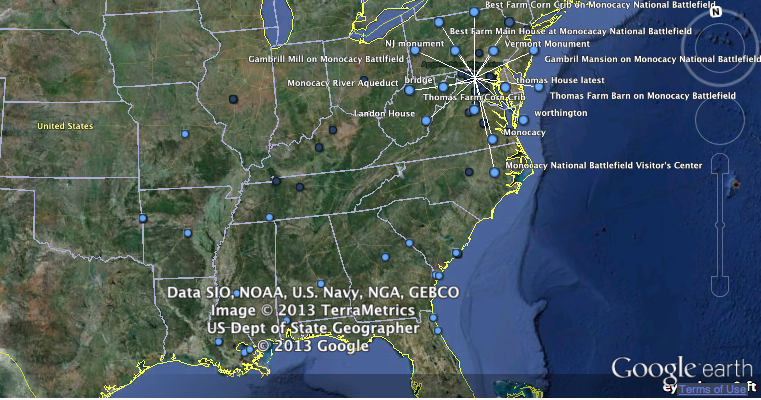 Best Farm Corn Crib on Monocacy National Battlefield
N
Best Farm Main House at Monocacay National Battlefield
NJ monument
Vermont Monument
Gambrill Mill on Monocacy Battlfield
Gambrill Mansion on Monocacy National Battlefield
Monocacy River Aqueduct
bridge
thomas House latest
Thomas Farm Corn Crib
Thomas Farm Barn on Monocacy Battlefield
Landon House
worthington
United States
Monocacy
Monocacy National Battlefield Visitor's Center
Data SIO, NOAA, U.S. Navy, NGA, GEBCO
Image © 2013 TerraMetrics
US Dept of State Geographer
© 2013 Google
Google earth
Terms of Use
ft